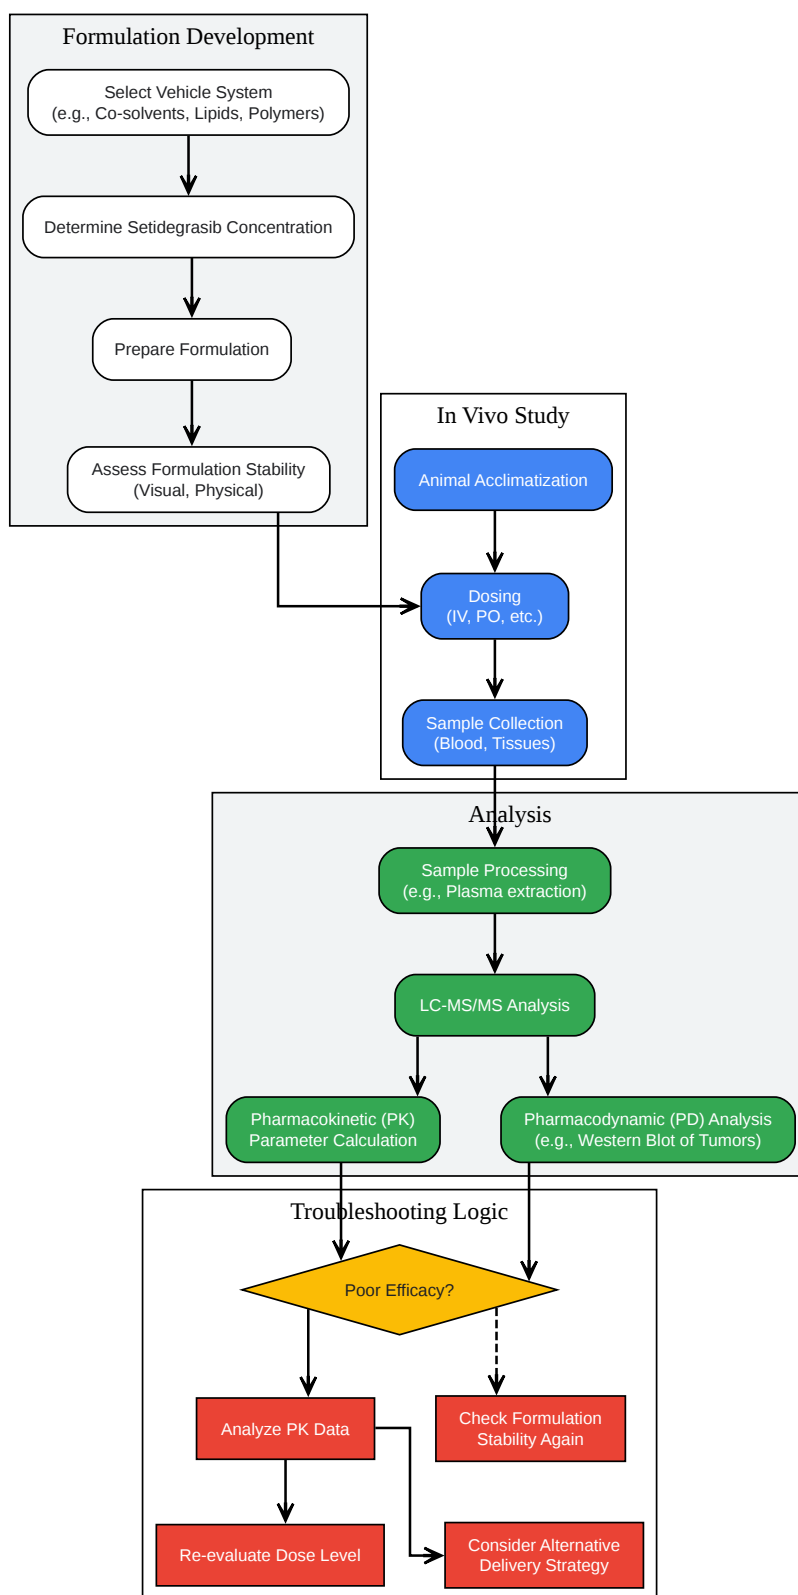 Formulation Development
Select Vehicle System
(e.g., Co-solvents, Lipids, Polymers)
Determine Setidegrasib Concentration
Prepare Formulation
Assess Formulation Stability
(Visual, Physical)
In Vivo Study
Animal Acclimatization
Dosing
(IV, PO, etc.)
Sample Collection
(Blood, Tissues)
Analysis
Sample Processing
(e.g., Plasma extraction)
LC-MS/MS Analysis
Pharmacokinetic (PK)
Parameter Calculation
Pharmacodynamic (PD) Analysis
(e.g., Western Blot of Tumors)
Troubleshooting Logic
Poor Efficacy?
Analyze PK Data
Check Formulation
Stability Again
Re-evaluate Dose Level
Consider Alternative
Delivery Strategy